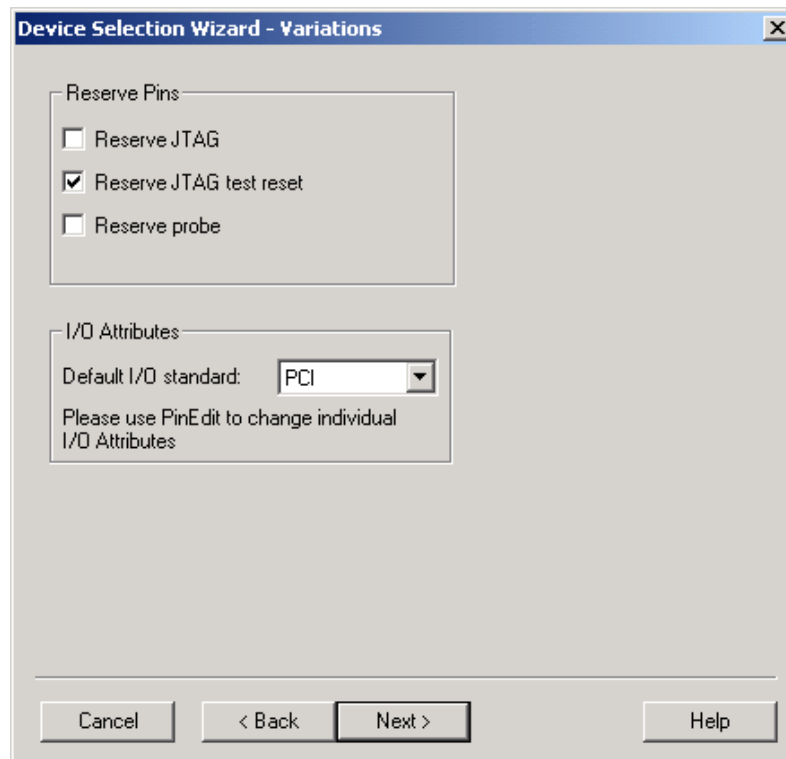 Device Selection Wizard - Variations
Reserve Pins
Reserve JTAG
Reserve JTAG test reset
Reserve probe
I/O Attributes
Default I/O standard: PCI
Please use PinEdit to change individual
I/O Attributes
Cancel < Back Next > Help